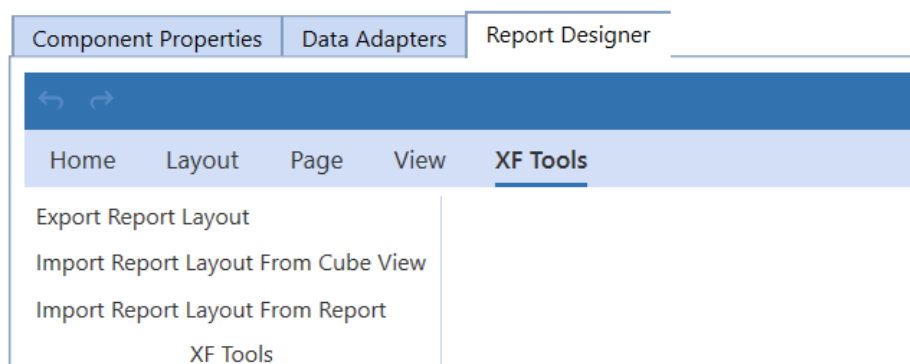 Component Properties Data Adapters Report Designer
Home Layout Page View XF Tools
Export Report Layout
Import Report Layout From Cube View
Import Report Layout From Report
XF Tools